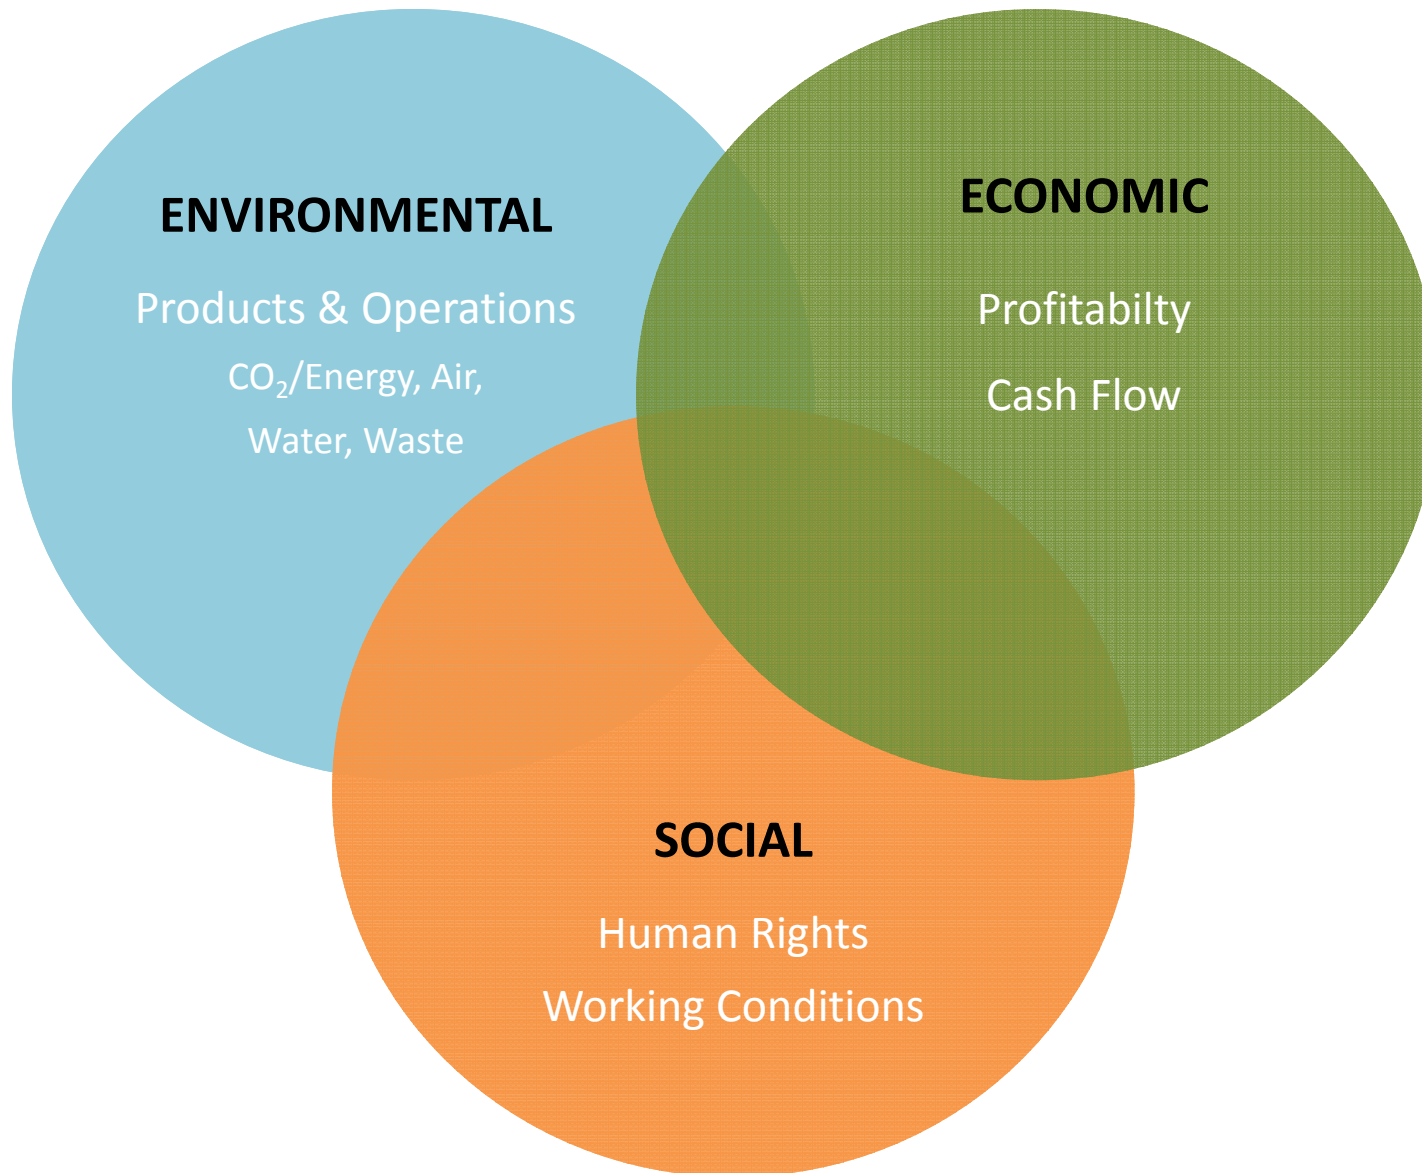 ENVIRONMENTAL
Products & Operations
CO₂/Energy, Air,
Water, Waste
ECONOMIC
Profitabilty
Cash Flow
SOCIAL
Human Rights
Working Conditions